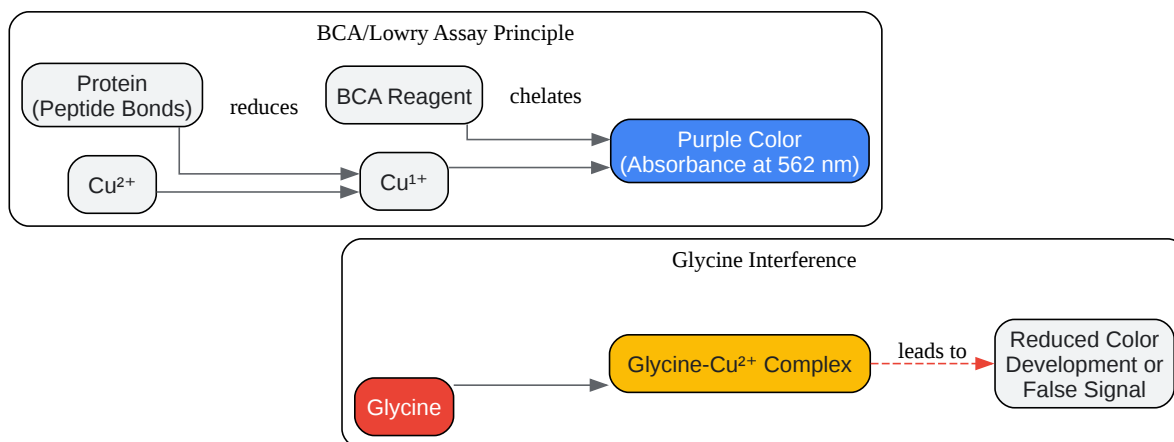 BCA/Lowry Assay Principle
Protein
(Peptide Bonds)
reduces
BCA Reagent
chelates
Purple Color
(Absorbance at 562 nm)
Cu²⁺
Cu¹⁺
Glycine Interference
Glycine
Glycine-Cu²⁺ Complex
leads to
Reduced Color
Development or
False Signal